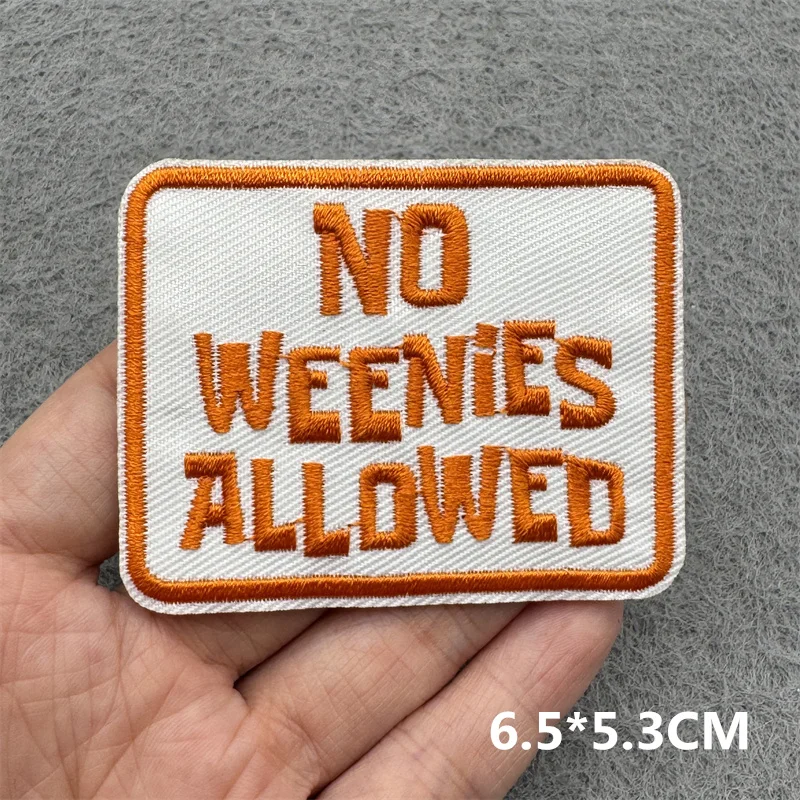 NO
WEENiES
ALLOWED
6.5*5.3CM